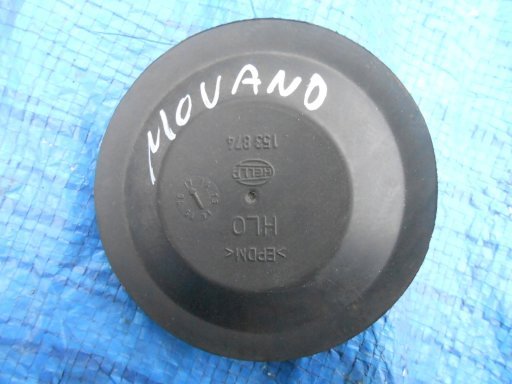 MOVANO
>EPDM<
HLO
HELLA
153 874